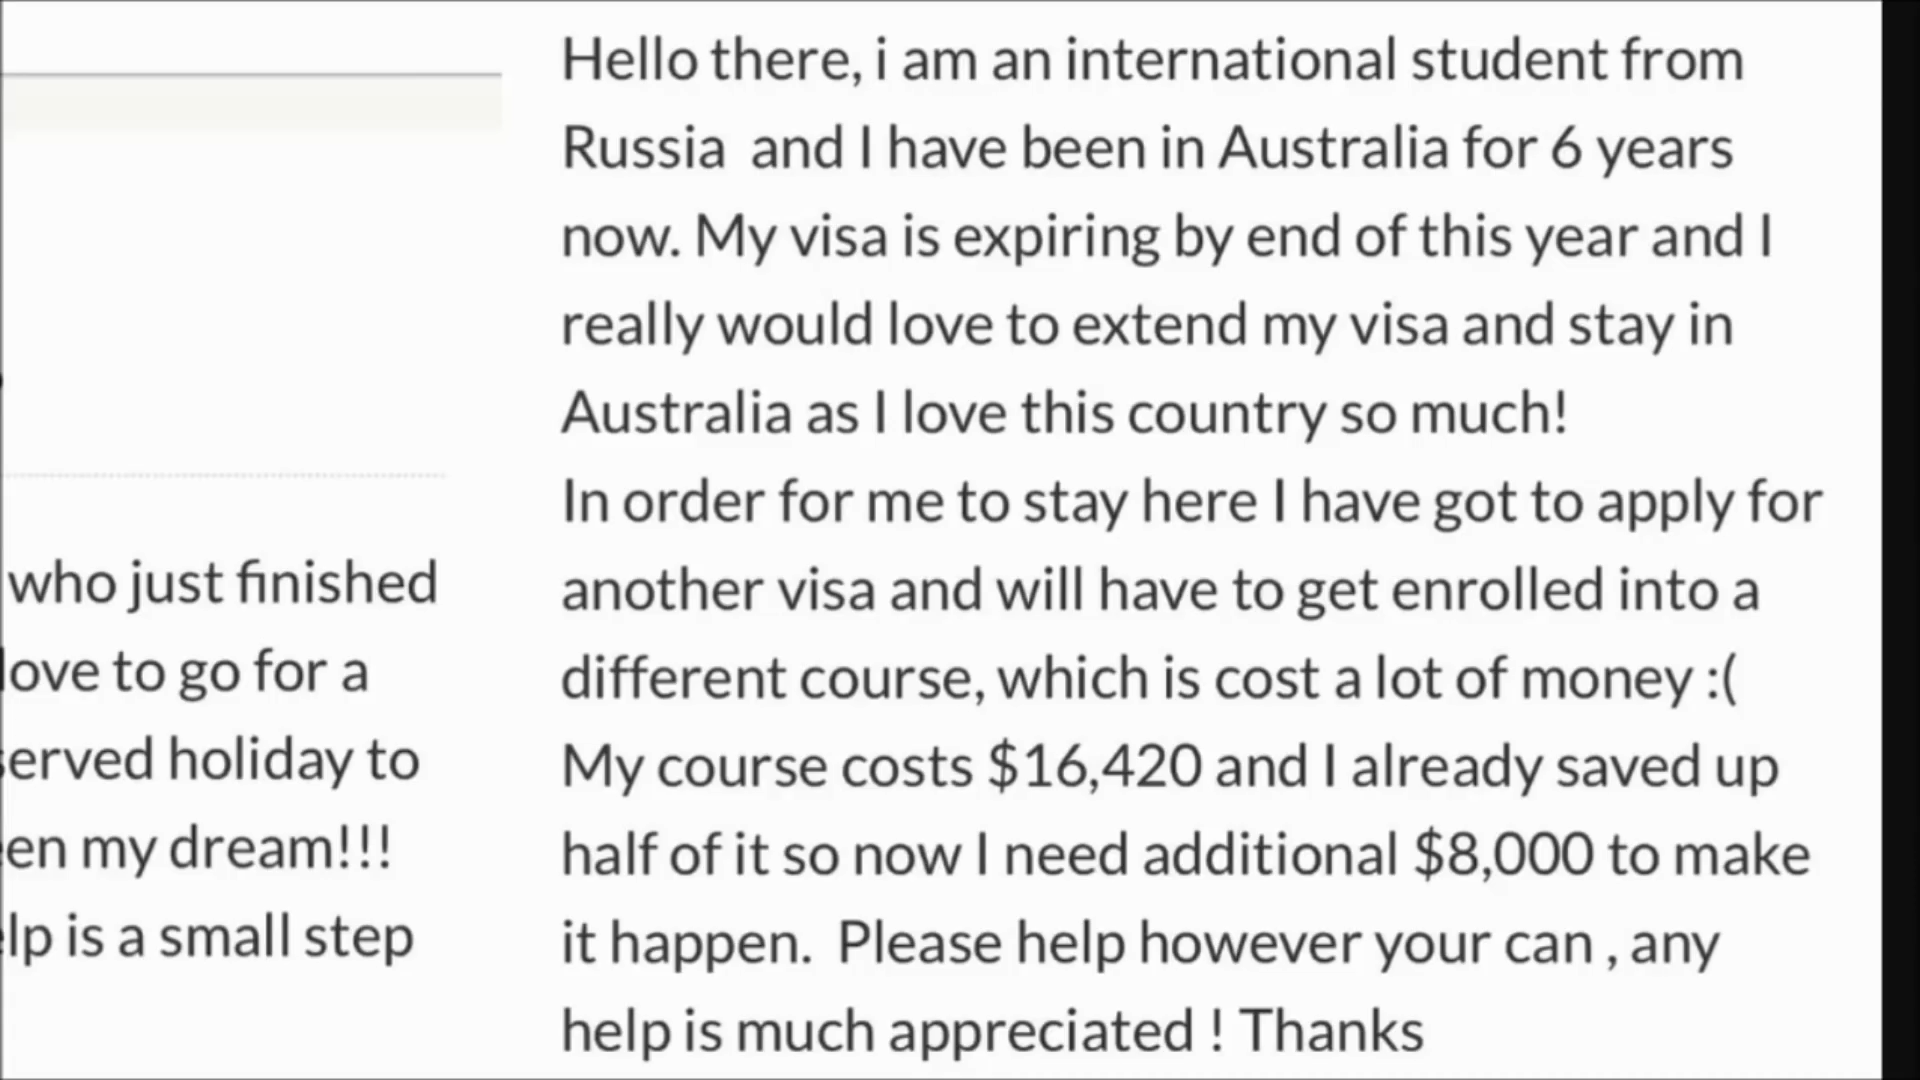 who just finished
love to go for a
served holiday to
en my dream!!!
lp is a small step
Hello there, i am an international student from
Russia  and I have been in Australia for 6 years
now. My visa is expiring by end of this year and I
really would love to extend my visa and stay in
Australia as I love this country so much!
In order for me to stay here I have got to apply for
another visa and will have to get enrolled into a
different course, which is cost a lot of money :(
My course costs $16,420 and I already saved up
half of it so now I need additional $8,000 to make
it happen.  Please help however your can , any
help is much appreciated ! Thanks